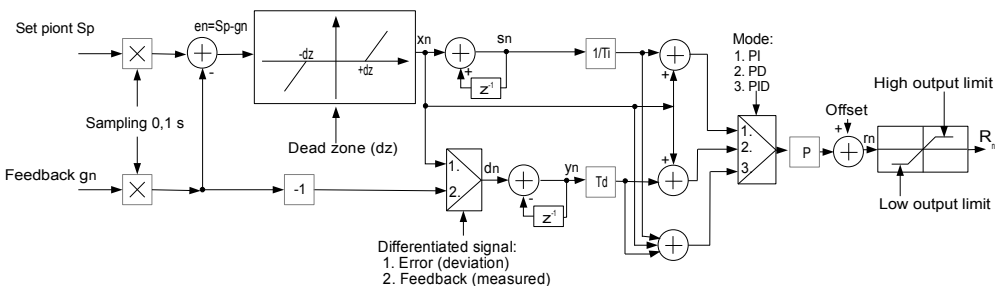 Set piont Sp
en=Sp-gn
-
-dz
+dz
xn
+
sn
z⁻¹
1/Ti
+
+
Mode:
1. PI
2. PD
3. PID
High output limit
Sampling 0,1 s
Dead zone (dz)
1.
2.
3.
P
Offset
+
rn
Rn
Feedback gn
-1
1.
2.
dn
-
yn
z⁻¹
Td
+
Low output limit
Differentiated signal:
1. Error (deviation)
2. Feedback (measured)